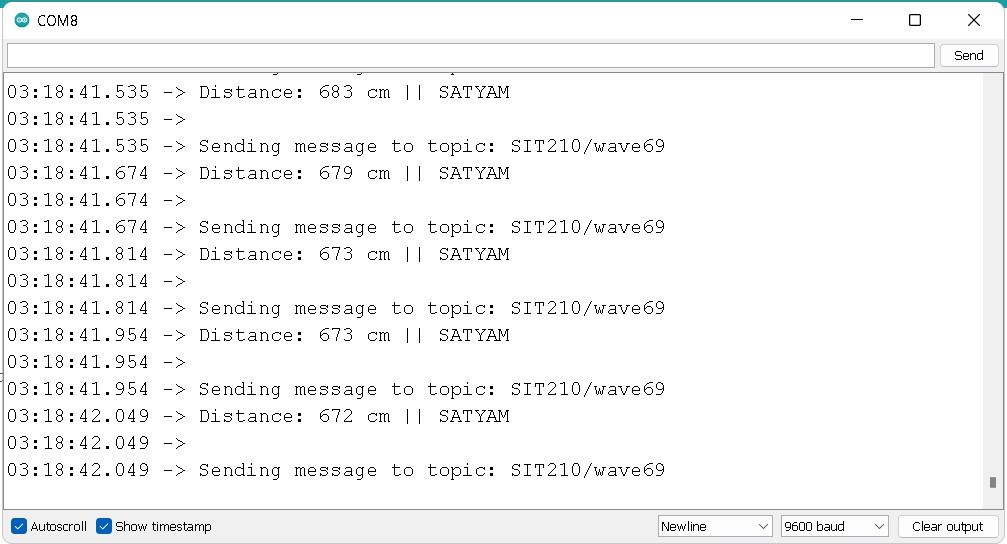 COM8
Send
03:18:41.535 -> Distance: 683 cm || SATYAM
03:18:41.535 ->
03:18:41.535 -> Sending message to topic: SIT210/wave69
03:18:41.674 -> Distance: 679 cm || SATYAM
03:18:41.674 ->
03:18:41.674 -> Sending message to topic: SIT210/wave69
03:18:41.814 -> Distance: 673 cm || SATYAM
03:18:41.814 ->
03:18:41.814 -> Sending message to topic: SIT210/wave69
03:18:41.954 -> Distance: 673 cm || SATYAM
03:18:41.954 ->
03:18:41.954 -> Sending message to topic: SIT210/wave69
03:18:42.049 -> Distance: 672 cm || SATYAM
03:18:42.049 ->
03:18:42.049 -> Sending message to topic: SIT210/wave69
Autoscroll Show timestamp Newline 9600 baud Clear output